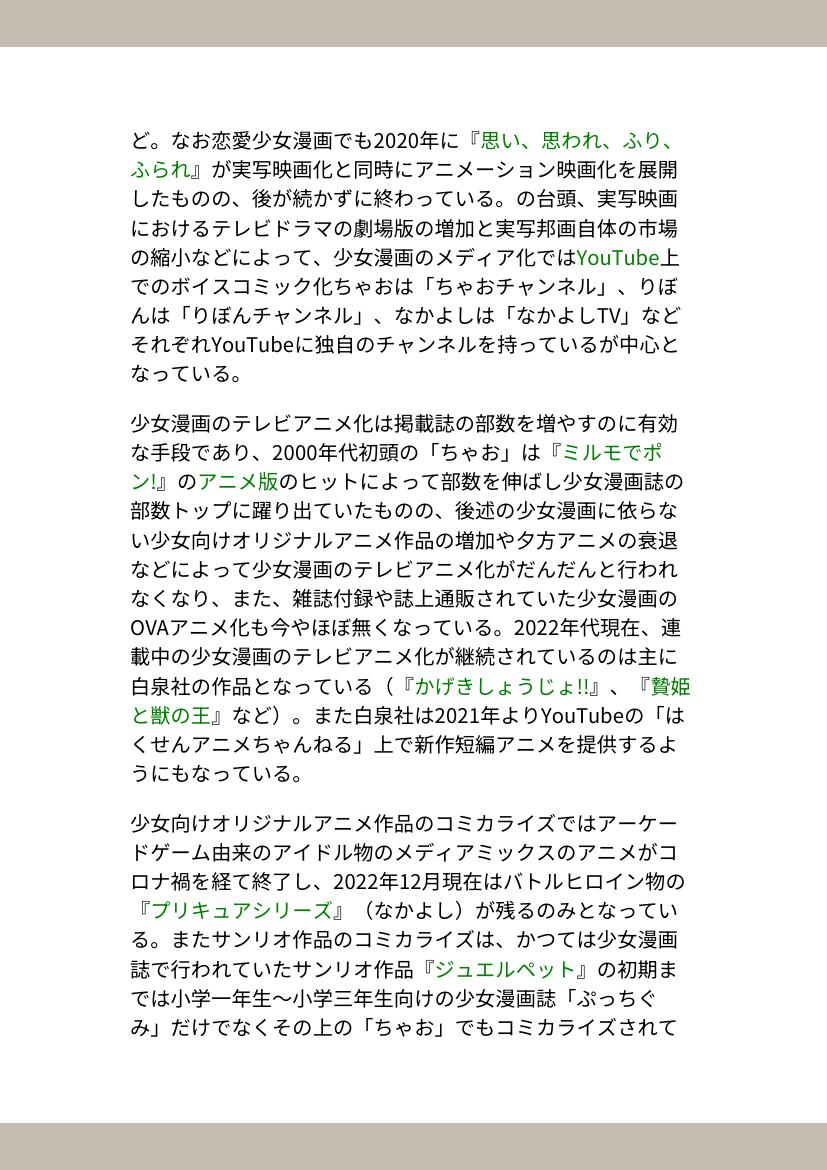 ど。なお恋愛少女漫画でも2020年に『思い、思われ、ふり、
ふられ』が実写映画化と同時にアニメーション映画化を展開
したものの、後が続かずに終わっている。の台頭、実写映画
におけるテレビドラマの劇場版の増加と実写邦画自体の市場
の縮小などによって、少女漫画のメディア化ではYouTube上
でのボイスコミック化ちゃおは「ちゃおチャンネル」、りぼ
んは「りぼんチャンネル」、なかよしは「なかよしTV」など
それぞれYouTubeに独自のチャンネルを持っているが中心と
なっている。
少女漫画のテレビアニメ化は掲載誌の部数を増やすのに有効
な手段であり、2000年代初頭の「ちゃお」は『ミルモでポ
ン!』のアニメ版のヒットによって部数を伸ばし少女漫画誌の
部数トップに躍り出ていたものの、後述の少女漫画に依らな
い少女向けオリジナルアニメ作品の増加や夕方アニメの衰退
などによって少女漫画のテレビアニメ化がだんだんと行われ
なくなり、また、雑誌付録や誌上通販されていた少女漫画の
OVAアニメ化も今やほぼ無くなっている。2022年代現在、連
載中の少女漫画のテレビアニメ化が継続されているのは主に
白泉社の作品となっている（『かげきしょうじょ!!』、『贄姫
と獣の王』など）。また白泉社は2021年よりYouTubeの「は
くせんアニメちゃんねる」上で新作短編アニメを提供するよ
うにもなっている。
少女向けオリジナルアニメ作品のコミカライズではアーケー
ドゲーム由来のアイドル物のメディアミックスのアニメがコ
ロナ禍を経て終了し、2022年12月現在はバトルヒロイン物の
『プリキュアシリーズ』（なかよし）が残るのみとなってい
る。またサンリオ作品のコミカライズは、かつては少女漫画
誌で行われていたサンリオ作品『ジュエルペット』の初期ま
では小学一年生〜小学三年生向けの少女漫画誌「ぷっちぐ
み」だけでなくその上の「ちゃお」でもコミカライズされて